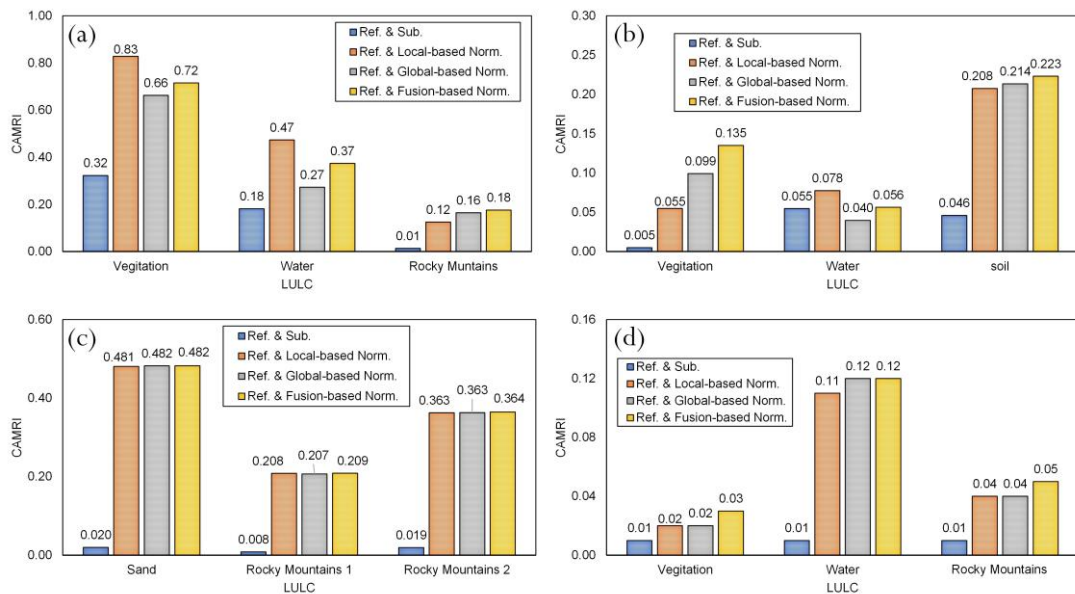 (a)
1.00
0.80
0.60
0.40
0.20
0.00
CAMRI
Ref. & Sub.
Ref. & Local-based Norm.
Ref. & Global-based Norm.
Ref. & Fusion-based Norm.
0.32
0.83
0.66
0.72
0.18
0.47
0.27
0.37
0.01
0.12
0.16
0.18
Vegitation
Water
Rocky Muntains
LULC
(b)
0.30
0.25
0.20
0.15
0.10
0.05
0.00
CAMRI
Ref. & Sub.
Ref. & Local-based Norm.
Ref. & Global-based Norm.
Ref. & Fusion-based Norm.
0.005
0.055
0.099
0.135
0.055
0.078
0.040
0.056
0.046
0.208
0.214
0.223
Vegitation
Water
soil
LULC
(c)
0.60
0.40
0.20
0.00
CAMRI
Ref. & Sub.
Ref. & Local-based Norm.
Ref. & Global-based Norm.
Ref. & Fusion-based Norm.
0.020
0.481
0.482
0.482
0.008
0.208
0.207
0.209
0.019
0.363
0.363
0.364
Sand
Rocky Mountains 1
Rocky Mountains 2
LULC
(d)
0.16
0.12
0.08
0.04
0.00
CAMRI
Ref. & Sub.
Ref. & Local-based Norm.
Ref. & Global-based Norm.
Ref. & Fusion-based Norm.
0.01
0.02
0.02
0.03
0.01
0.11
0.12
0.12
0.01
0.04
0.04
0.05
Vegitation
Water
Rocky Mountains
LULC